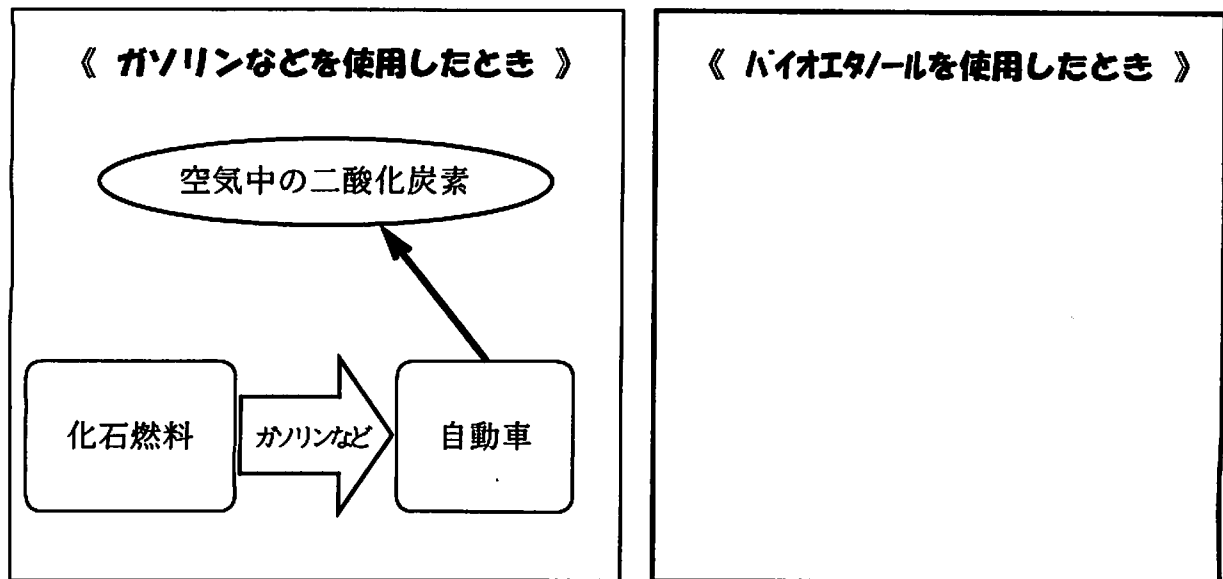 《 ガソリンなどを使用したとき 》
空気中の二酸化炭素
化石燃料
ガソリンなど
自動車
《 バイオエタノールを使用したとき 》